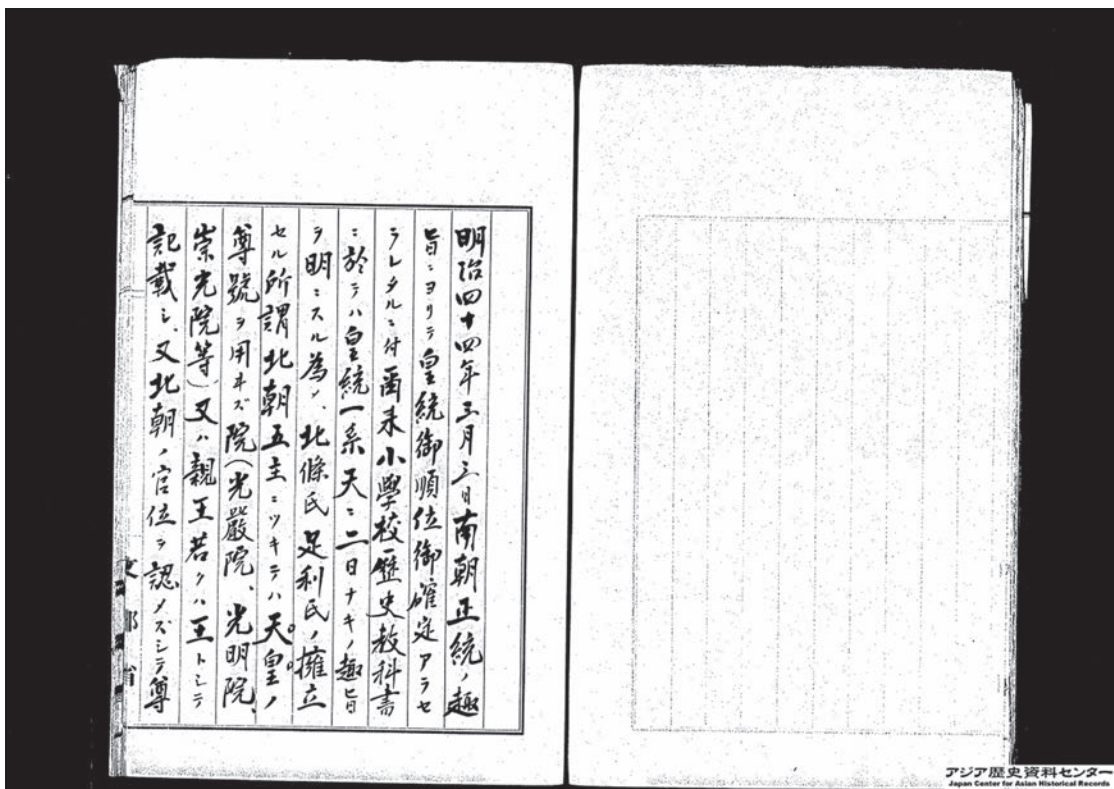 明治四十四年三月三日南朝正統ノ趣
旨ニヨリテ皇統御順位御確定アラセ
ラレタルニ付爾来小學校歴史教科書
ニ於テハ皇統一系天ニ二日ナキノ趣旨
ヲ明ニスル為メ、北條氏足利氏ノ擁立
セル所謂北朝五主ニツキテハ天皇ノ
尊號ヲ用ヰズ院(光嚴院、光明院、
崇光院等)又ハ親王若クハ王トシテ
記載シ、又北朝ノ官位ヲ認メズシテ尊
文部省
アジア歴史資料センター
Japan Center for Asian Historical Records